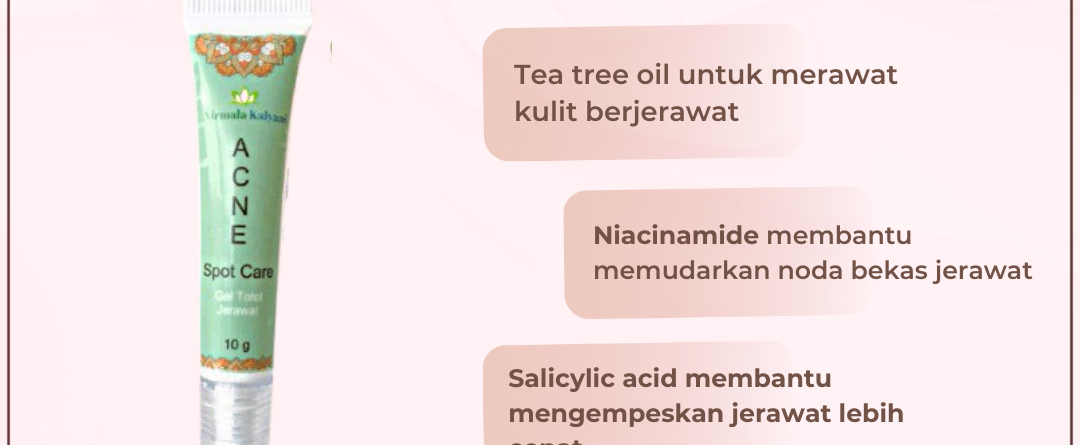 Nirmala Kalyani
A
C
N
E
Spot Care
Gel Totol
Jerawat
10 g
Tea tree oil untuk merawat
kulit berjerawat
Niacinamide membantu
memudarkan noda bekas jerawat
Salicylic acid membantu
mengempeskan jerawat lebih
cepat